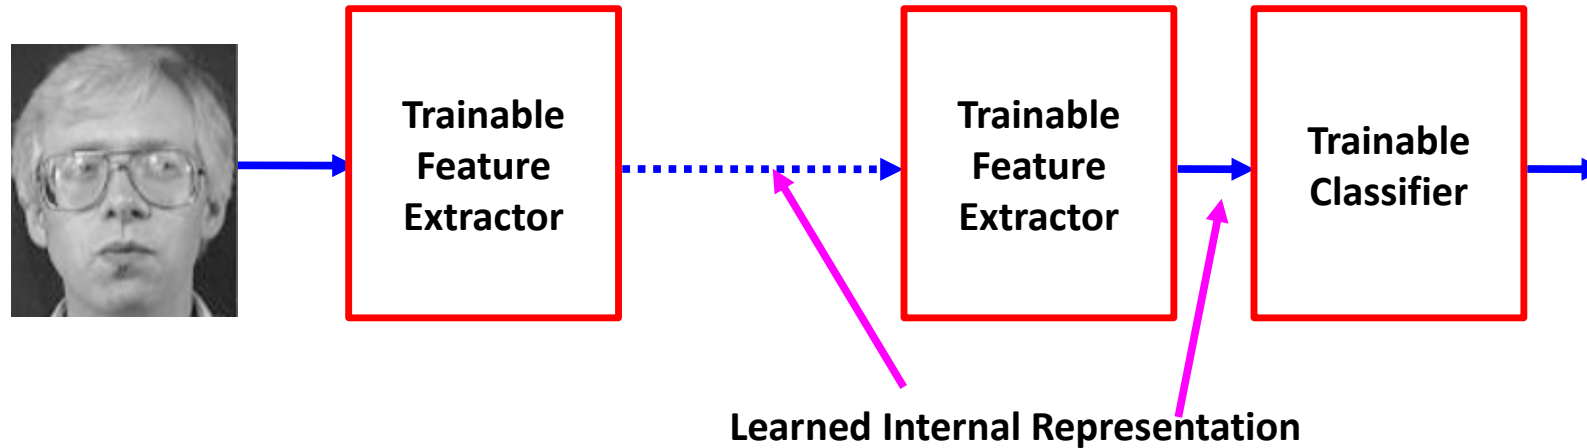 Trainable
Feature
Extractor
Trainable
Feature
Extractor
Trainable
Classifier
Learned Internal Representation